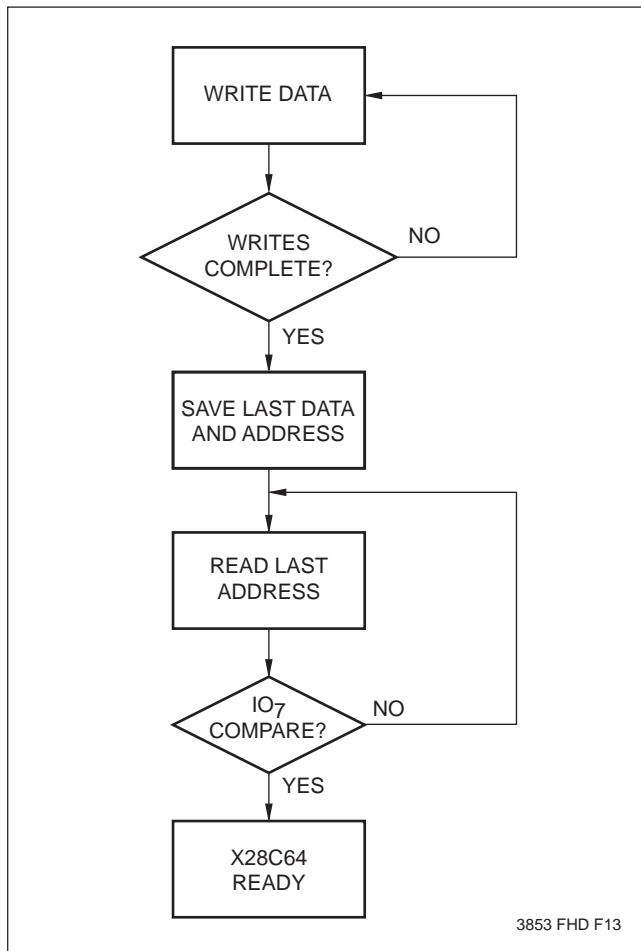 WRITE DATA
WRITES
COMPLETE?
NO
YES
SAVE LAST DATA
AND ADDRESS
READ LAST
ADDRESS
IO7
COMPARE?
NO
YES
X28C64
READY
3853 FHD F13